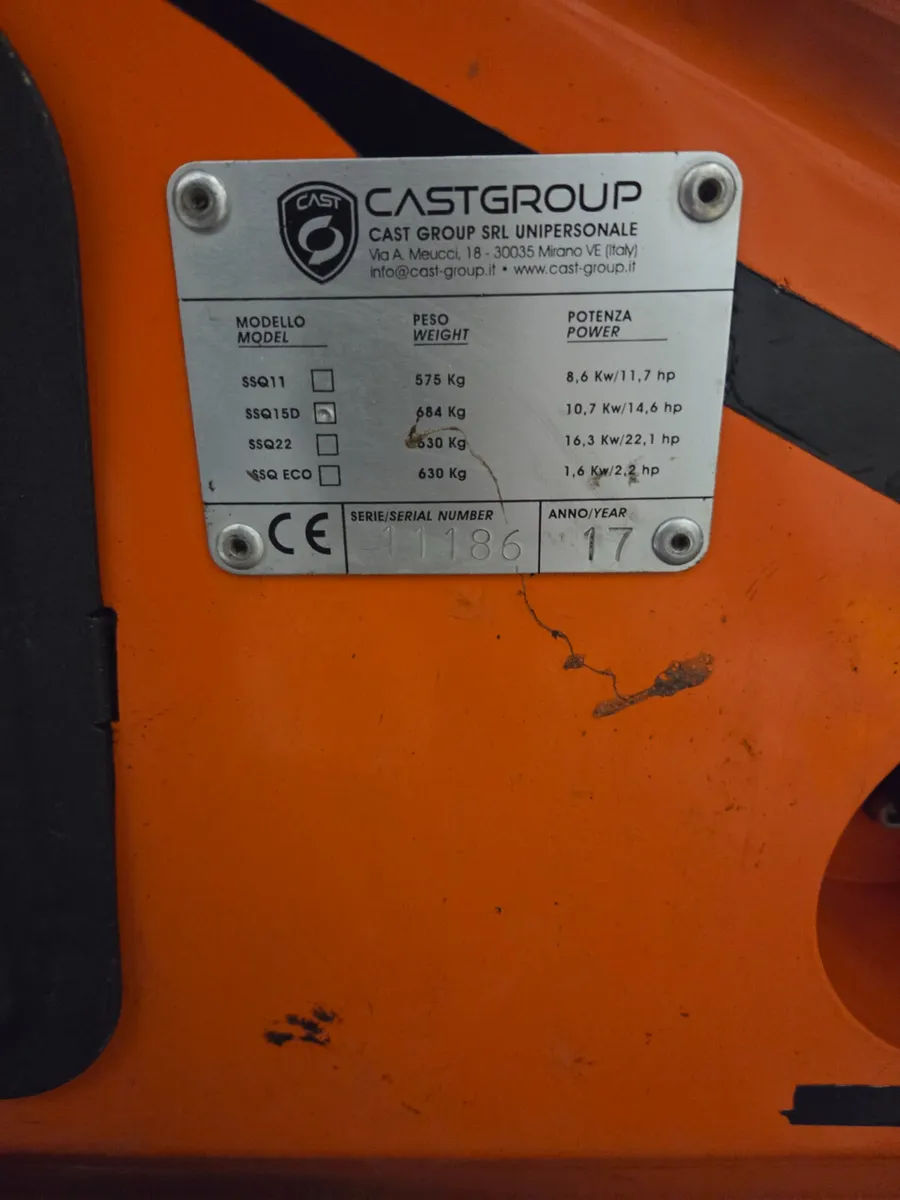 CAST
CASTGROUP
CAST GROUP SRL UNIPERSONALE
Via A. Meucci, 18 - 30035 Mirano VE (Italy)
info@cast-group.it • www.cast-group.it
MODELLO PESO POTENZA
MODEL WEIGHT POWER
SSQ11 575 Kg 8,6 Kw/11,7 hp
SSQ15D 684 Kg 10,7 Kw/14,6 hp
SSQ22 630 Kg 16,3 Kw/22,1 hp
SSQ ECO 630 Kg 1,6 Kw/2,2 hp
CE SERIE/SERIAL NUMBER ANNO/YEAR
11186 17